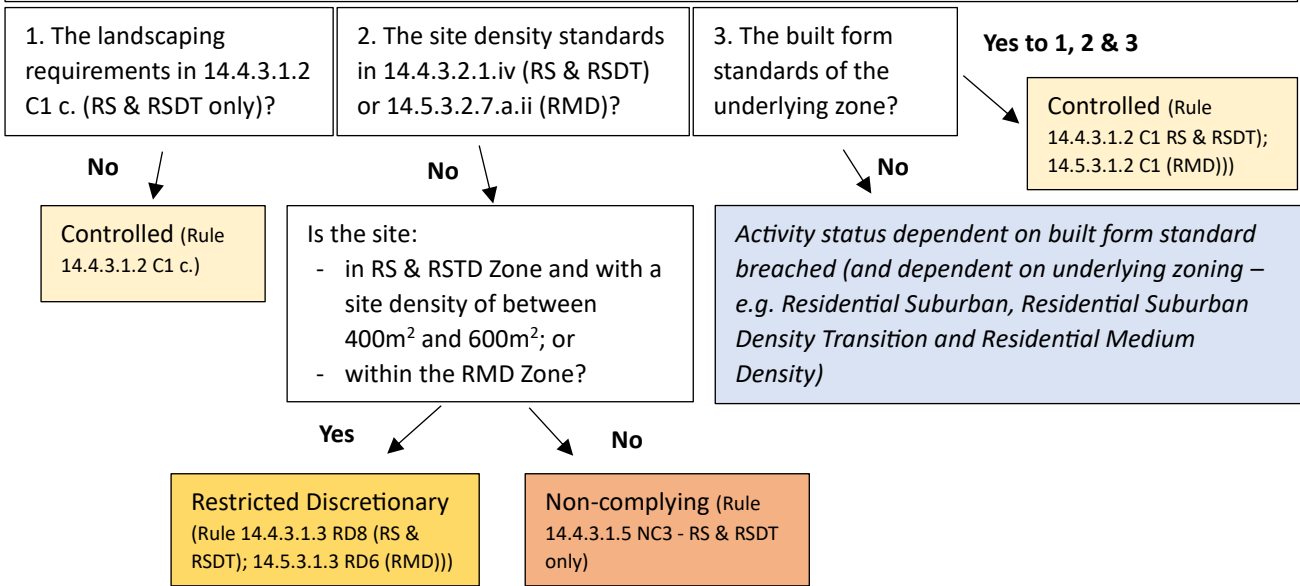 1. The landscaping
requirements in 14.4.3.1.2
C1 c. (RS & RSDT only)?
2. The site density standards
in 14.4.3.2.1.iv (RS & RSDT)
or 14.5.3.2.7.a.ii (RMD)?
3. The built form
standards of the
underlying zone?
Yes to 1, 2 & 3
Controlled (Rule
14.4.3.1.2 C1 RS & RSDT);
14.5.3.1.2 C1 (RMD)))
No
No
No
Controlled (Rule
14.4.3.1.2 C1 c.)
Is the site:
- in RS & RSTD Zone and with a
site density of between
400m² and 600m²; or
- within the RMD Zone?
Activity status dependent on built form standard
breached (and dependent on underlying zoning –
e.g. Residential Suburban, Residential Suburban
Density Transition and Residential Medium
Density)
Yes
No
Restricted Discretionary
(Rule 14.4.3.1.3 RD8 (RS &
RSDT); 14.5.3.1.3 RD6 (RMD)))
Non-complying (Rule
14.4.3.1.5 NC3 - RS & RSDT
only)